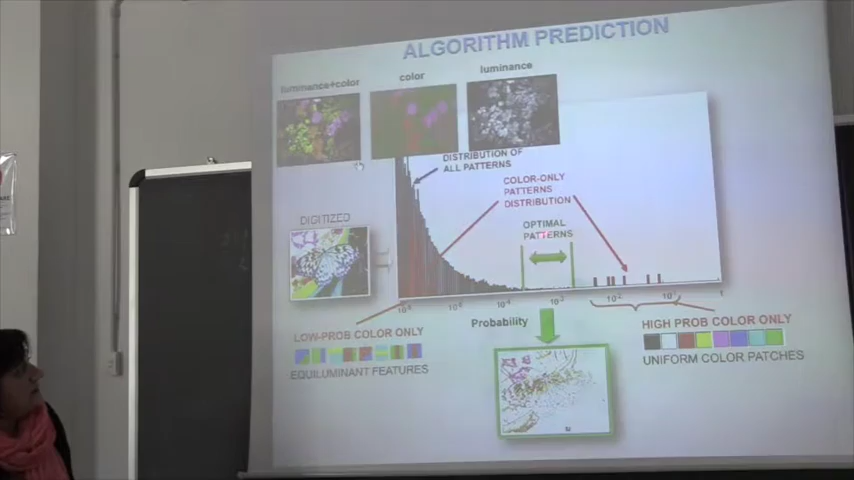 ALGORITHM PREDICTION
luminance+color
color
luminance
DISTRIBUTION OF
ALL PATTERNS
COLOR-ONLY
PATTERNS
DISTRIBUTION
OPTIMAL
PATTERNS
DIGITIZED
Probability
LOW-PROB COLOR ONLY
EQUILUMINANT FEATURES
HIGH PROB COLOR ONLY
UNIFORM COLOR PATCHES